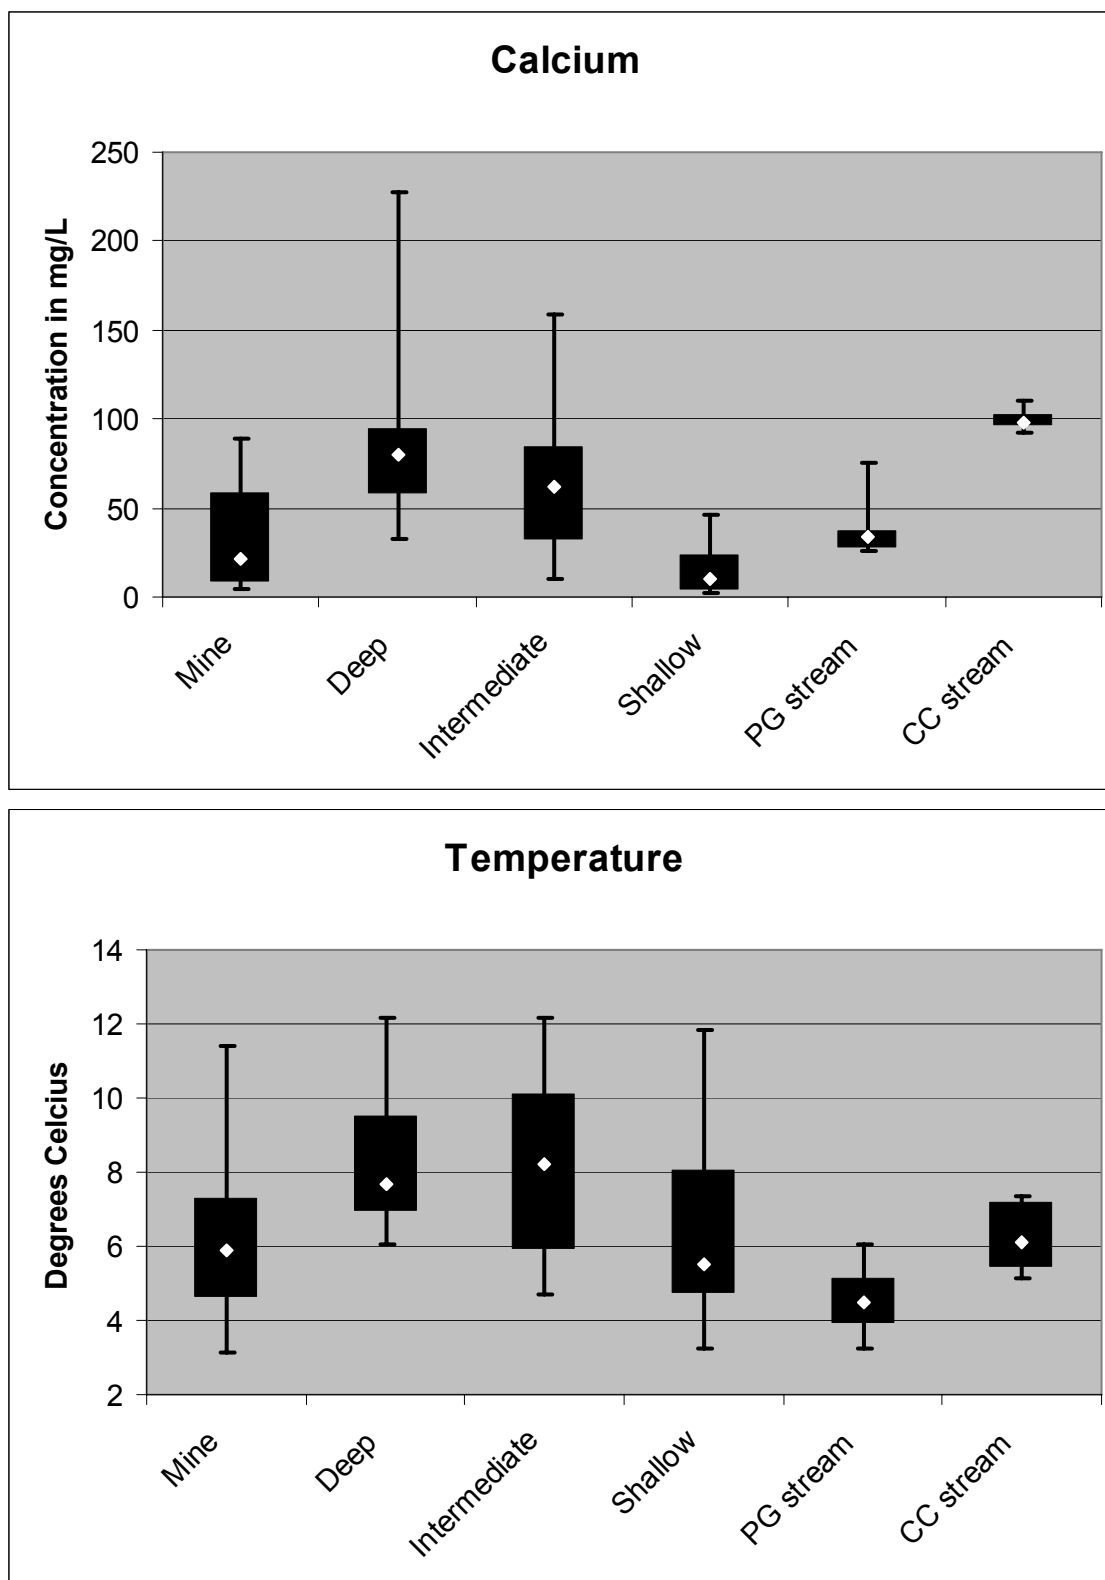 Calcium
Concentration in mg/L
250
200
150
100
50
0
Mine
Deep
Intermediate
Shallow
PG stream
CC stream
Temperature
Degrees Celcius
14
12
10
8
6
4
2
Mine
Deep
Intermediate
Shallow
PG stream
CC stream